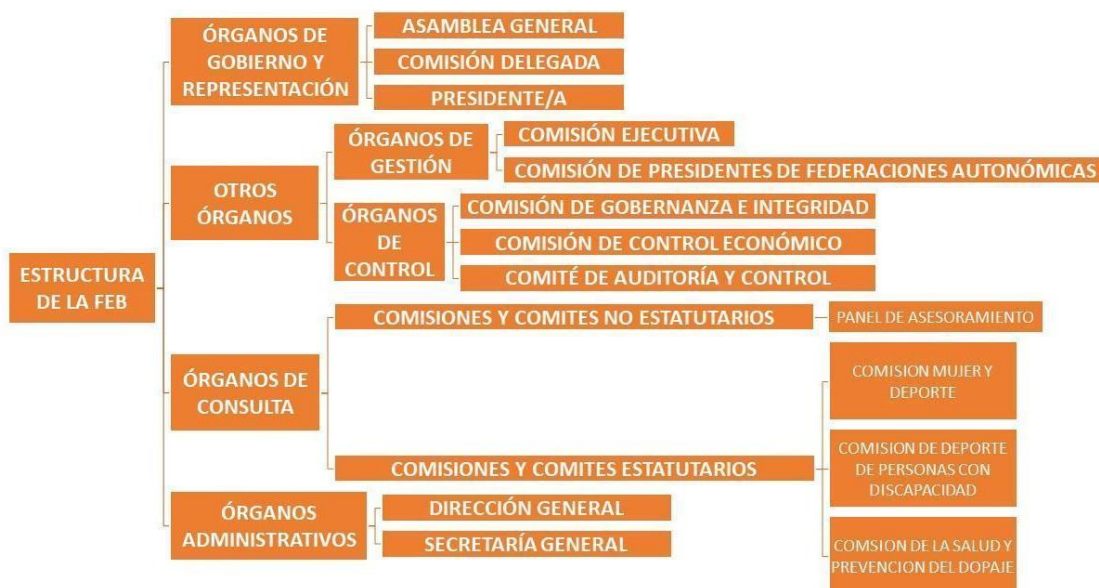 ESTRUCTURA
DE LA FEB
ÓRGANOS DE
GOBIERNO Y
REPRESENTACIÓN
ASAMBLEA GENERAL
COMISIÓN DELEGADA
PRESIDENTE/A
OTROS
ÓRGANOS
ÓRGANOS DE
GESTIÓN
COMISIÓN EJECUTIVA
COMISIÓN DE PRESIDENTES DE FEDERACIONES AUTONÓMICAS
ÓRGANOS
DE
CONTROL
COMISIÓN DE GOBERNANZA E INTEGRIDAD
COMISIÓN DE CONTROL ECONÓMICO
COMITÉ DE AUDITORÍA Y CONTROL
ÓRGANOS DE
CONSULTA
COMISIONES Y COMITES NO ESTATUTARIOS
PANEL DE ASESORAMIENTO
COMISIONES Y COMITES ESTATUTARIOS
COMISION MUJER Y
DEPORTE
COMISION DE DEPORTE
DE PERSONAS CON
DISCAPACIDAD
COMSION DE LA SALUD Y
PREVENCION DEL DOPAJE
ÓRGANOS
ADMINISTRATIVOS
DIRECCIÓN GENERAL
SECRETARÍA GENERAL